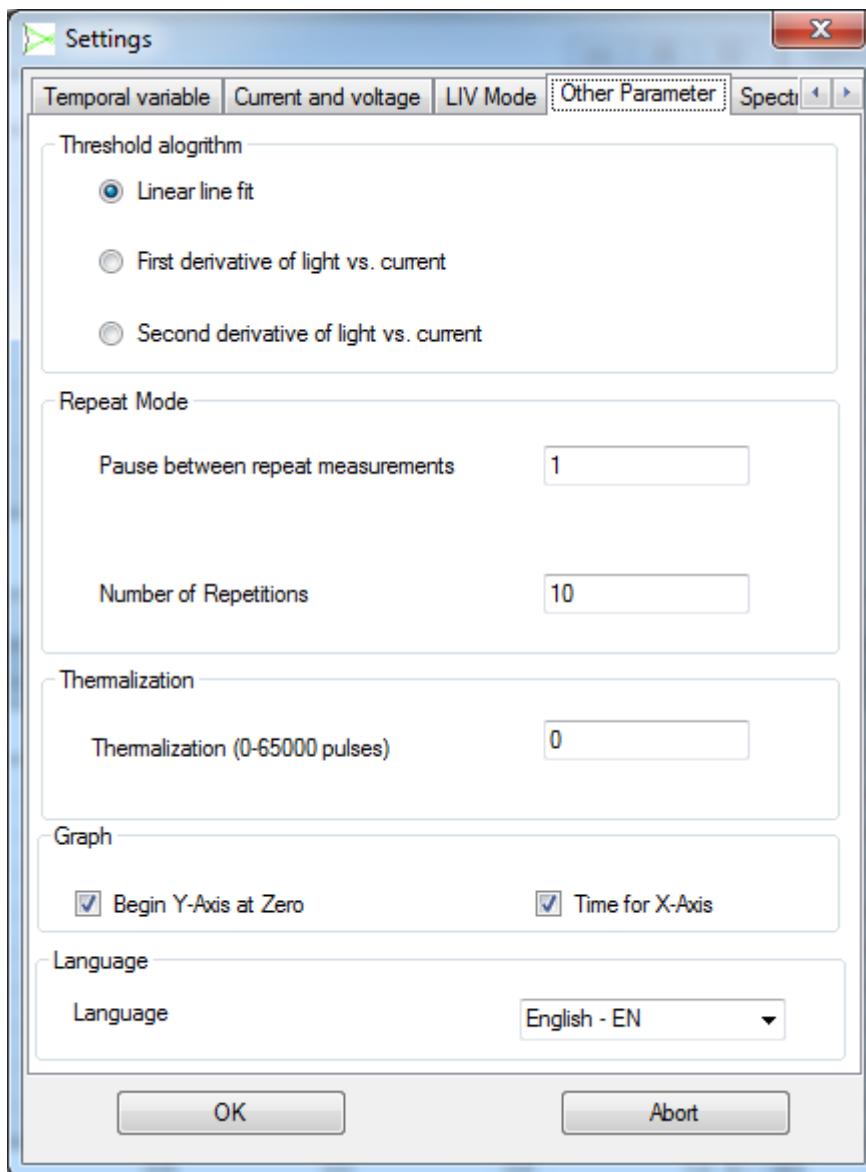 Settings
Temporal variable Current and voltage LIV Mode Other Parameter Spectr
Threshold alogrithm
Linear line fit
First derivative of light vs. current
Second derivative of light vs. current
Repeat Mode
Pause between repeat measurements 1
Number of Repetitions 10
Thermalization
Thermalization (0-65000 pulses) 0
Graph
Begin Y-Axis at Zero Time for X-Axis
Language
Language English - EN
OK Abort